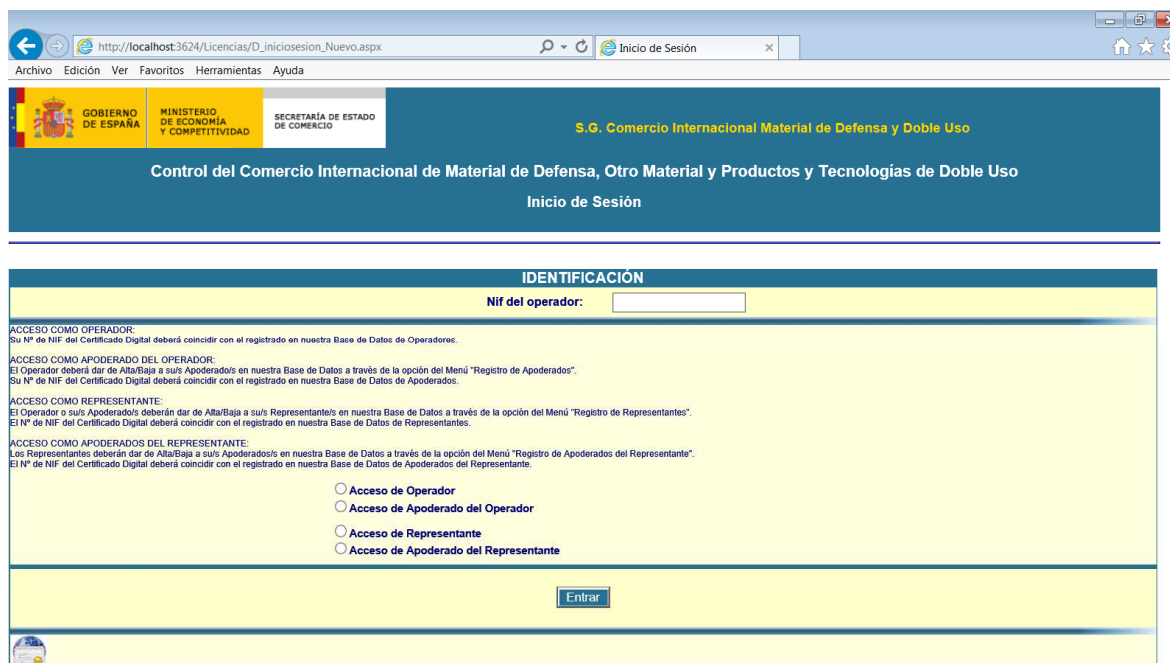 http://localhost:3624/Licencias/D_iniciosesion_Nuevo.aspx
Inicio de Sesión
Archivo Edición Ver Favoritos Herramientas Ayuda
GOBIERNO
DE ESPAÑA
MINISTERIO
DE ECONOMÍA
Y COMPETITIVIDAD
SECRETARÍA DE ESTADO
DE COMERCIO
S.G. Comercio Internacional Material de Defensa y Doble Uso
Control del Comercio Internacional de Material de Defensa, Otro Material y Productos y Tecnologías de Doble Uso
Inicio de Sesión
IDENTIFICACIÓN
Nif del operador:
ACCESO COMO OPERADOR:
Su Nº de NIF del Certificado Digital deberá coincidir con el registrado en nuestra Base de Datos de Operadores.
ACCESO COMO APODERADO DEL OPERADOR:
El Operador deberá dar de Alta/Baja a su/s Apoderado/s en nuestra Base de Datos a través de la opción del Menú "Registro de Apoderados".
Su Nº de NIF del Certificado Digital deberá coincidir con el registrado en nuestra Base de Datos de Apoderados.
ACCESO COMO REPRESENTANTE:
El Operador o su/s Apoderado/s deberán dar de Alta/Baja a su/s Representante/s en nuestra Base de Datos a través de la opción del Menú "Registro de Representantes".
El Nº de NIF del Certificado Digital deberá coincidir con el registrado en nuestra Base de Datos de Representantes.
ACCESO COMO APODERADOS DEL REPRESENTANTE:
Los Representantes deberán dar de Alta/Baja a su/s Apoderados/s en nuestra Base de Datos a través de la opción del Menú "Registro de Apoderados del Representante".
El Nº de NIF del Certificado Digital deberá coincidir con el registrado en nuestra Base de Datos de Apoderados del Representante.
Acceso de Operador
Acceso de Apoderado del Operador
Acceso de Representante
Acceso de Apoderado del Representante
Entrar